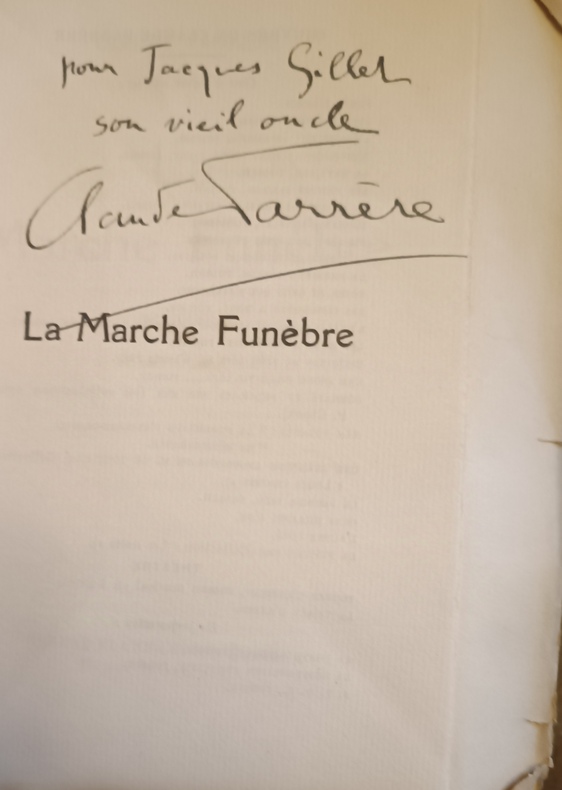 pour Jacques Gillet
son vieil oncle
Claude Farrère
La Marche Funèbre